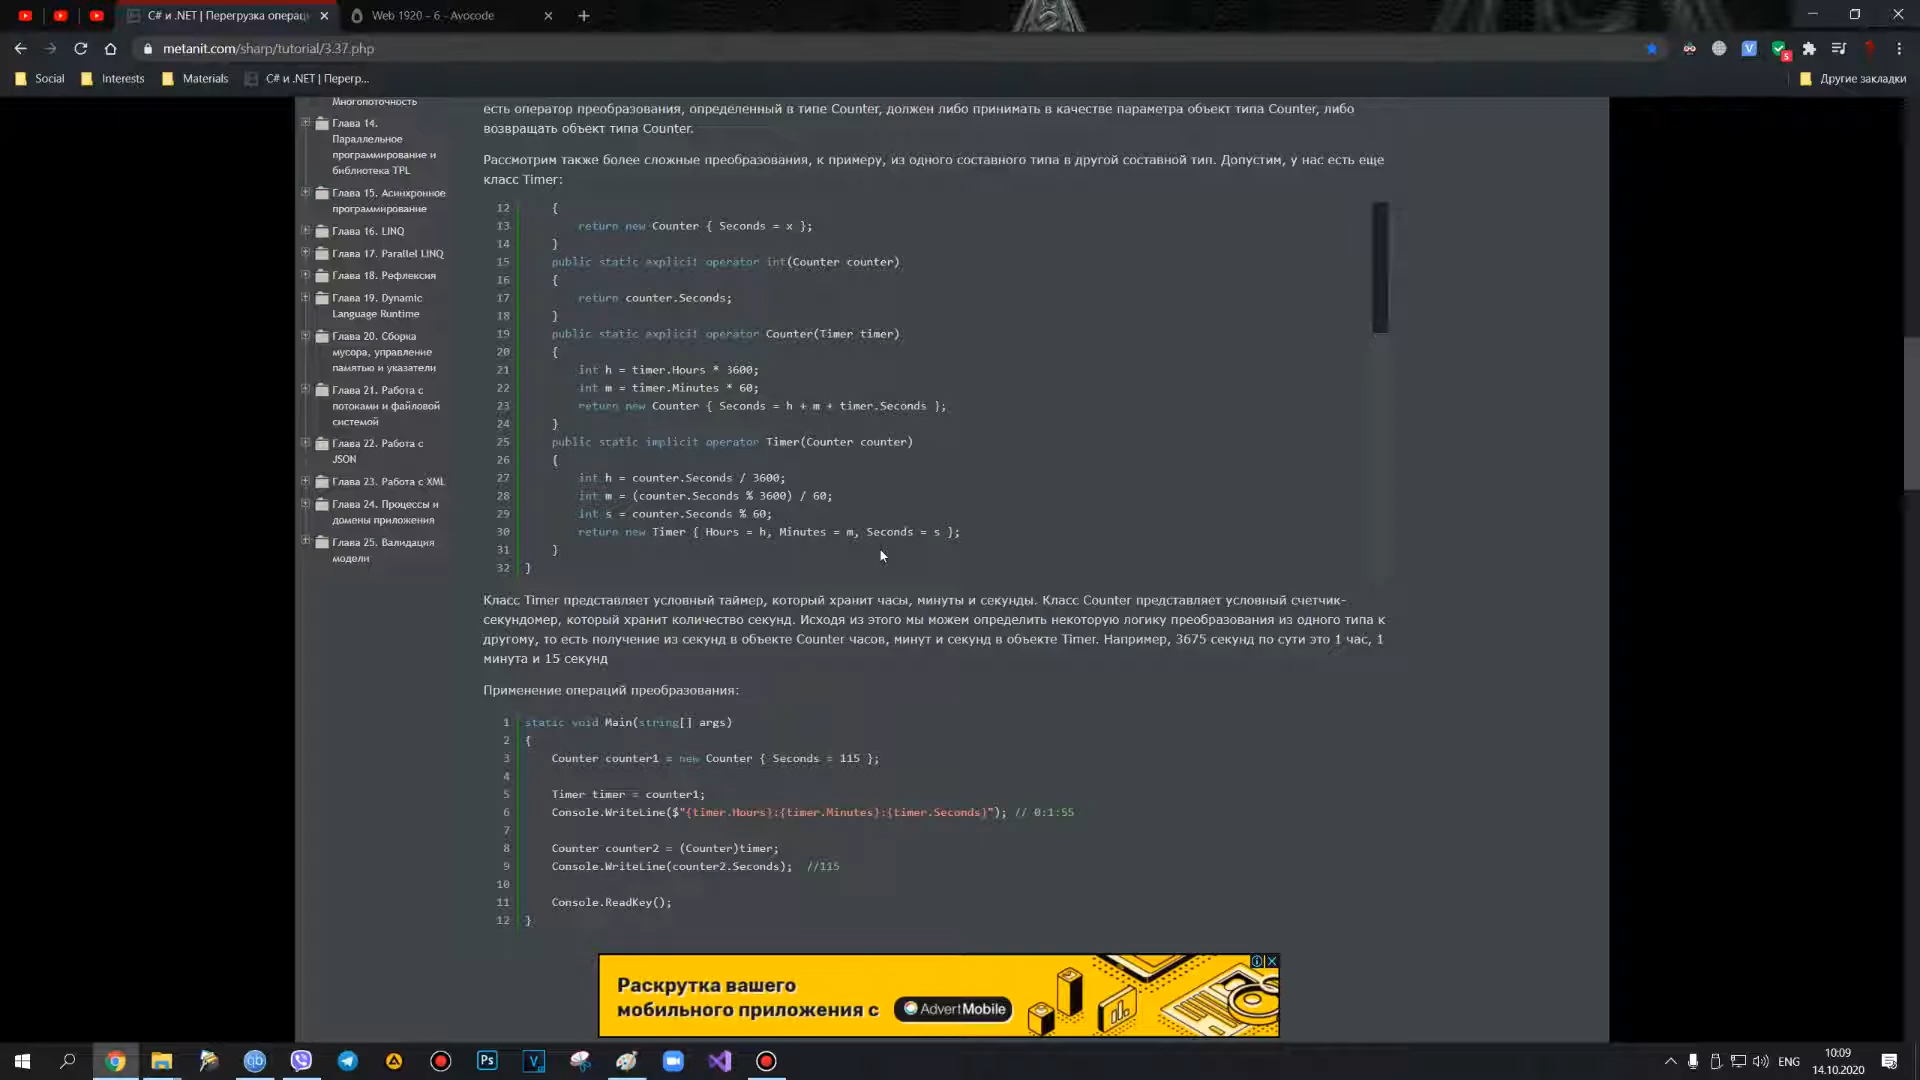 C# и .NET | Перегрузка операц
Web 1920 – 6 - Avocode
metanit.com/sharp/tutorial/3.37.php
Social
Interests
Materials
C# и .NET | Перегр...
Другие закладки
Многопоточность
Глава 14.
Параллельное
программирование и
библиотека TPL
Глава 15. Асинхронное
программирование
Глава 16. LINQ
Глава 17. Parallel LINQ
Глава 18. Рефлексия
Глава 19. Dynamic
Language Runtime
Глава 20. Сборка
мусора, управление
памятью и указатели
Глава 21. Работа с
потоками и файловой
системой
Глава 22. Работа с
JSON
Глава 23. Работа с XML
Глава 24. Процессы и
домены приложения
Глава 25. Валидация
модели
есть оператор преобразования, определенный в типе Counter, должен либо принимать в качестве параметра объект типа Counter, либо
возвращать объект типа Counter.
Рассмотрим также более сложные преобразования, к примеру, из одного составного типа в другой составной тип. Допустим, у нас есть еще
класс Timer:
12 {
13 return new Counter { Seconds = x };
14 }
15 public static explicit operator int(Counter counter)
16 {
17 return counter.Seconds;
18 }
19 public static explicit operator Counter(Timer timer)
20 {
21 int h = timer.Hours * 3600;
22 int m = timer.Minutes * 60;
23 return new Counter { Seconds = h + m + timer.Seconds };
24 }
25 public static implicit operator Timer(Counter counter)
26 {
27 int h = counter.Seconds / 3600;
28 int m = (counter.Seconds % 3600) / 60;
29 int s = counter.Seconds % 60;
30 return new Timer { Hours = h, Minutes = m, Seconds = s };
31 }
32 }
Класс Timer представляет условный таймер, который хранит часы, минуты и секунды. Класс Counter представляет условный счетчик-
секундомер, который хранит количество секунд. Исходя из этого мы можем определить некоторую логику преобразования из одного типа к
другому, то есть получение из секунд в объекте Counter часов, минут и секунд в объекте Timer. Например, 3675 секунд по сути это 1 час, 1
минута и 15 секунд
Применение операций преобразования:
1 static void Main(string[] args)
2 {
3 Counter counter1 = new Counter { Seconds = 115 };
4
5 Timer timer = counter1;
6 Console.WriteLine($"{timer.Hours}:{timer.Minutes}:{timer.Seconds}"); // 0:1:55
7
8 Counter counter2 = (Counter)timer;
9 Console.WriteLine(counter2.Seconds); //115
10
11 Console.ReadKey();
12 }
Раскрутка вашего
мобильного приложения с AdvertMobile
Ps
V
qb
ENG
10:09
14.10.2020